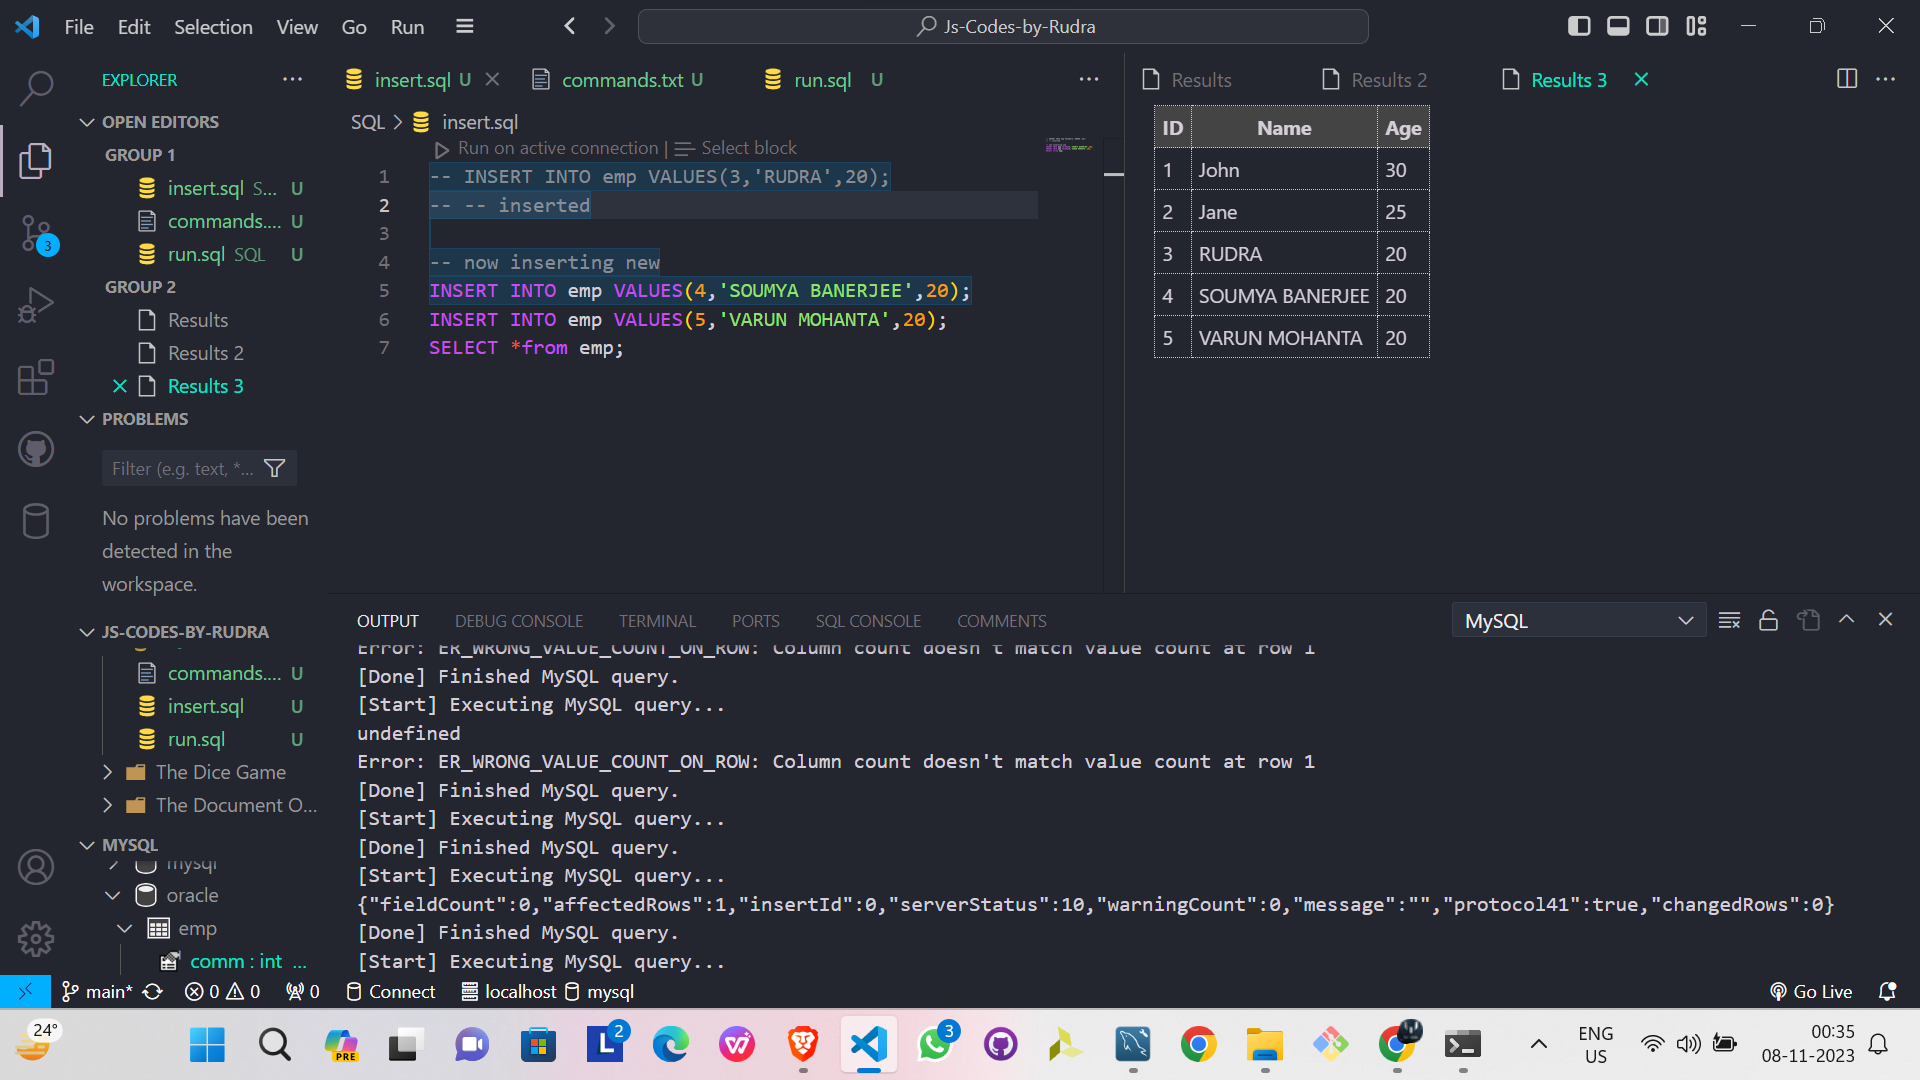 File Edit Selection View Go Run
Js-Codes-by-Rudra
EXPLORER
OPEN EDITORS
GROUP 1
insert.sql S... U
commands.... U
run.sql SQL U
GROUP 2
Results
Results 2
Results 3
PROBLEMS
Filter (e.g. text, *...
No problems have been
detected in the
workspace.
JS-CODES-BY-RUDRA
commands.... U
insert.sql U
run.sql U
The Dice Game
The Document O...
MYSQL
mysql
oracle
emp
comm : int ...
insert.sql U
commands.txt U
run.sql U
SQL > insert.sql
Run on active connection | Select block
1 -- INSERT INTO emp VALUES(3,'RUDRA',20);
2 -- -- inserted
3
4 -- now inserting new
5 INSERT INTO emp VALUES(4,'SOUMYA BANERJEE',20);
6 INSERT INTO emp VALUES(5,'VARUN MOHANTA',20);
7 SELECT *from emp;
Results
Results 2
Results 3
ID Name Age
1 John 30
2 Jane 25
3 RUDRA 20
4 SOUMYA BANERJEE 20
5 VARUN MOHANTA 20
OUTPUT DEBUG CONSOLE TERMINAL PORTS SQL CONSOLE COMMENTS
MySQL
Error: ER_WRONG_VALUE_COUNT_ON_ROW: Column count doesn't match value count at row 1
[Done] Finished MySQL query.
[Start] Executing MySQL query...
undefined
Error: ER_WRONG_VALUE_COUNT_ON_ROW: Column count doesn't match value count at row 1
[Done] Finished MySQL query.
[Start] Executing MySQL query...
[Done] Finished MySQL query.
[Start] Executing MySQL query...
{"fieldCount":0,"affectedRows":1,"insertId":0,"serverStatus":10,"warningCount":0,"message":"","protocol41":true,"changedRows":0}
[Done] Finished MySQL query.
[Start] Executing MySQL query...
3
main* 0 0 0 Connect localhost mysql
Go Live
24°
PRE
L 2
3
ENG
US
00:35
08-11-2023